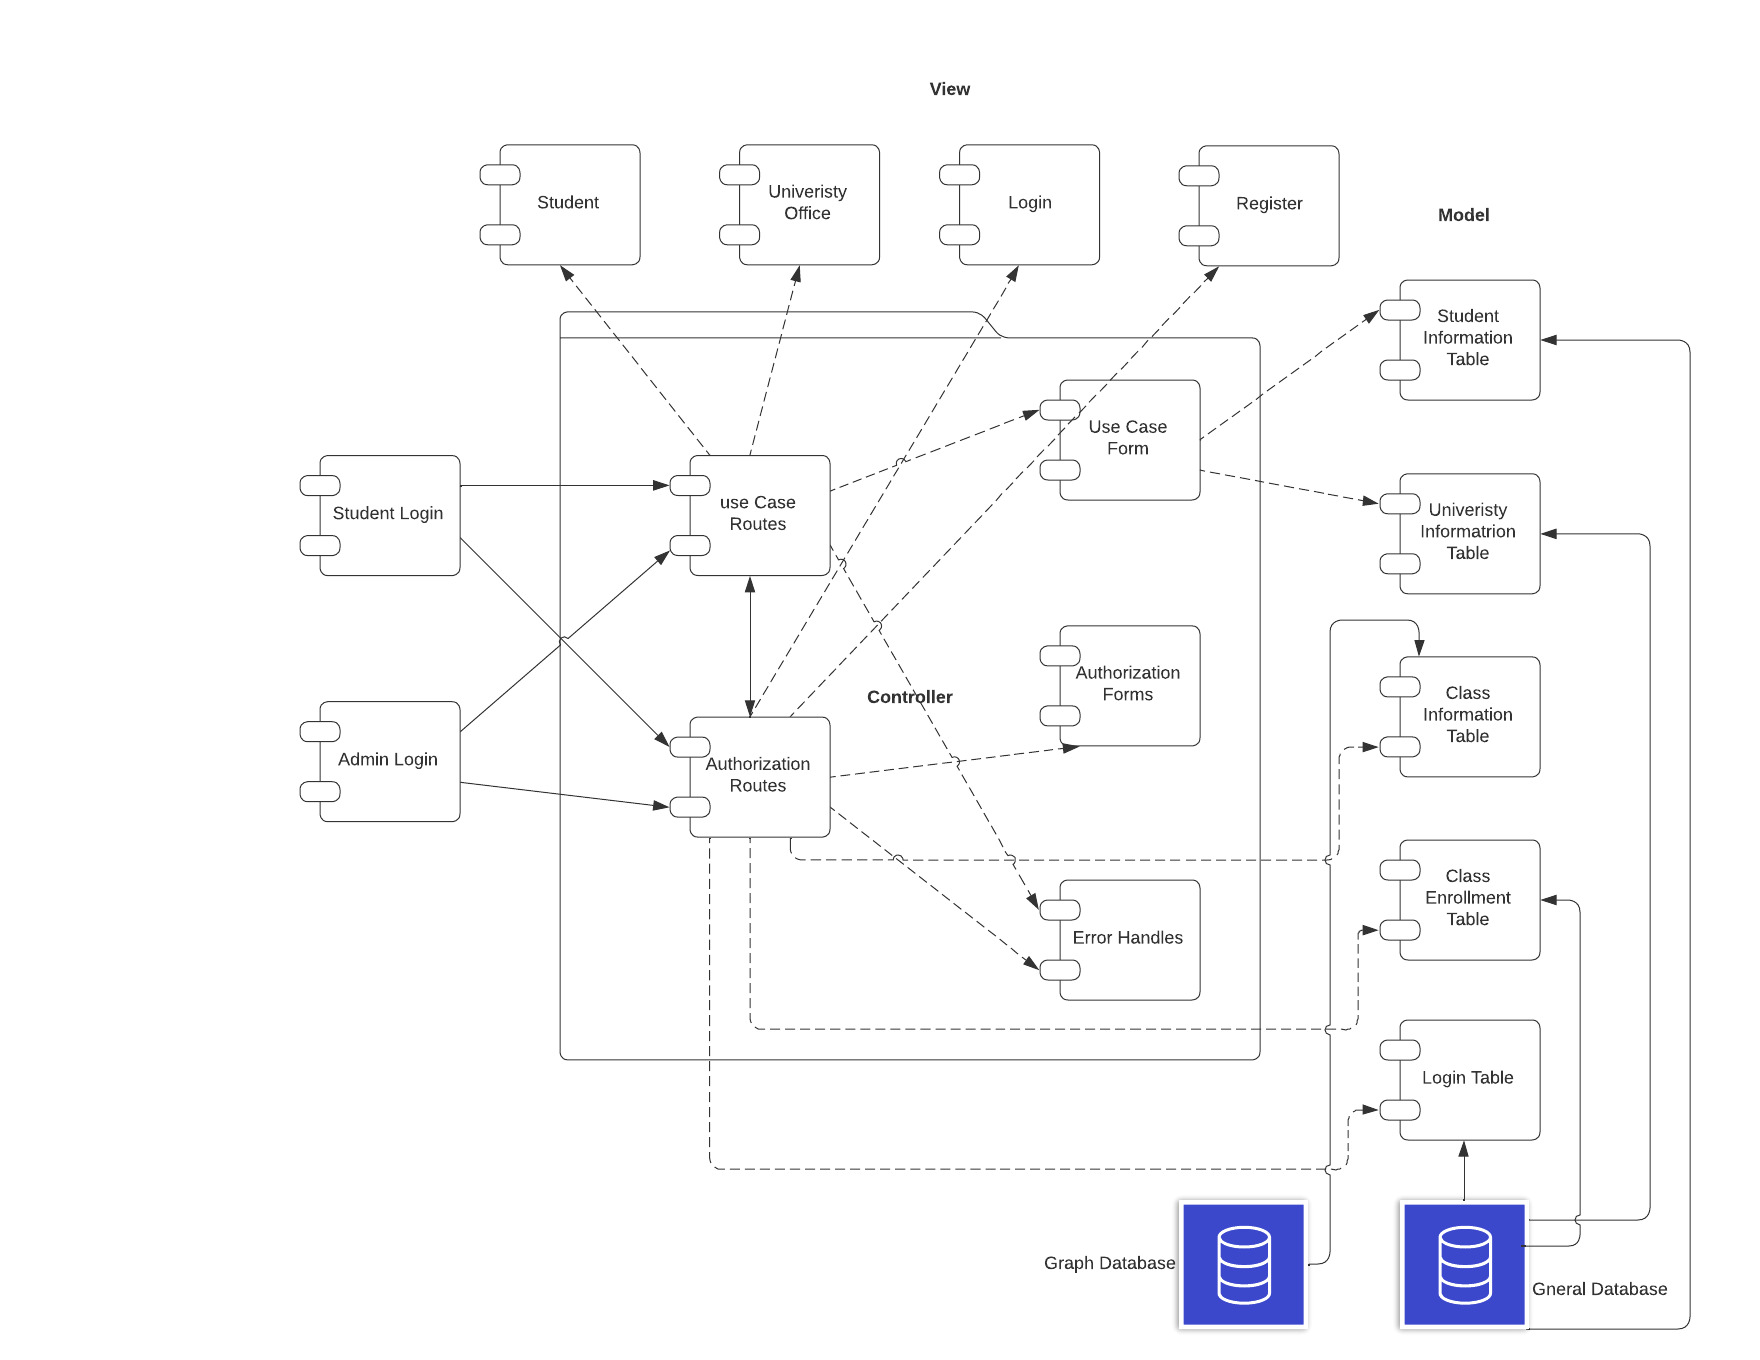 View
Student
Univeristy
Office
Login
Register
Model
Student
Information
Table
Use Case
Form
Student Login
use Case
Routes
Univeristy
Informatrion
Table
Authorization
Forms
Controller
Class
Information
Table
Admin Login
Authorization
Routes
Class
Enrollment
Table
Error Handles
Login Table
Graph Database
Gneral Database